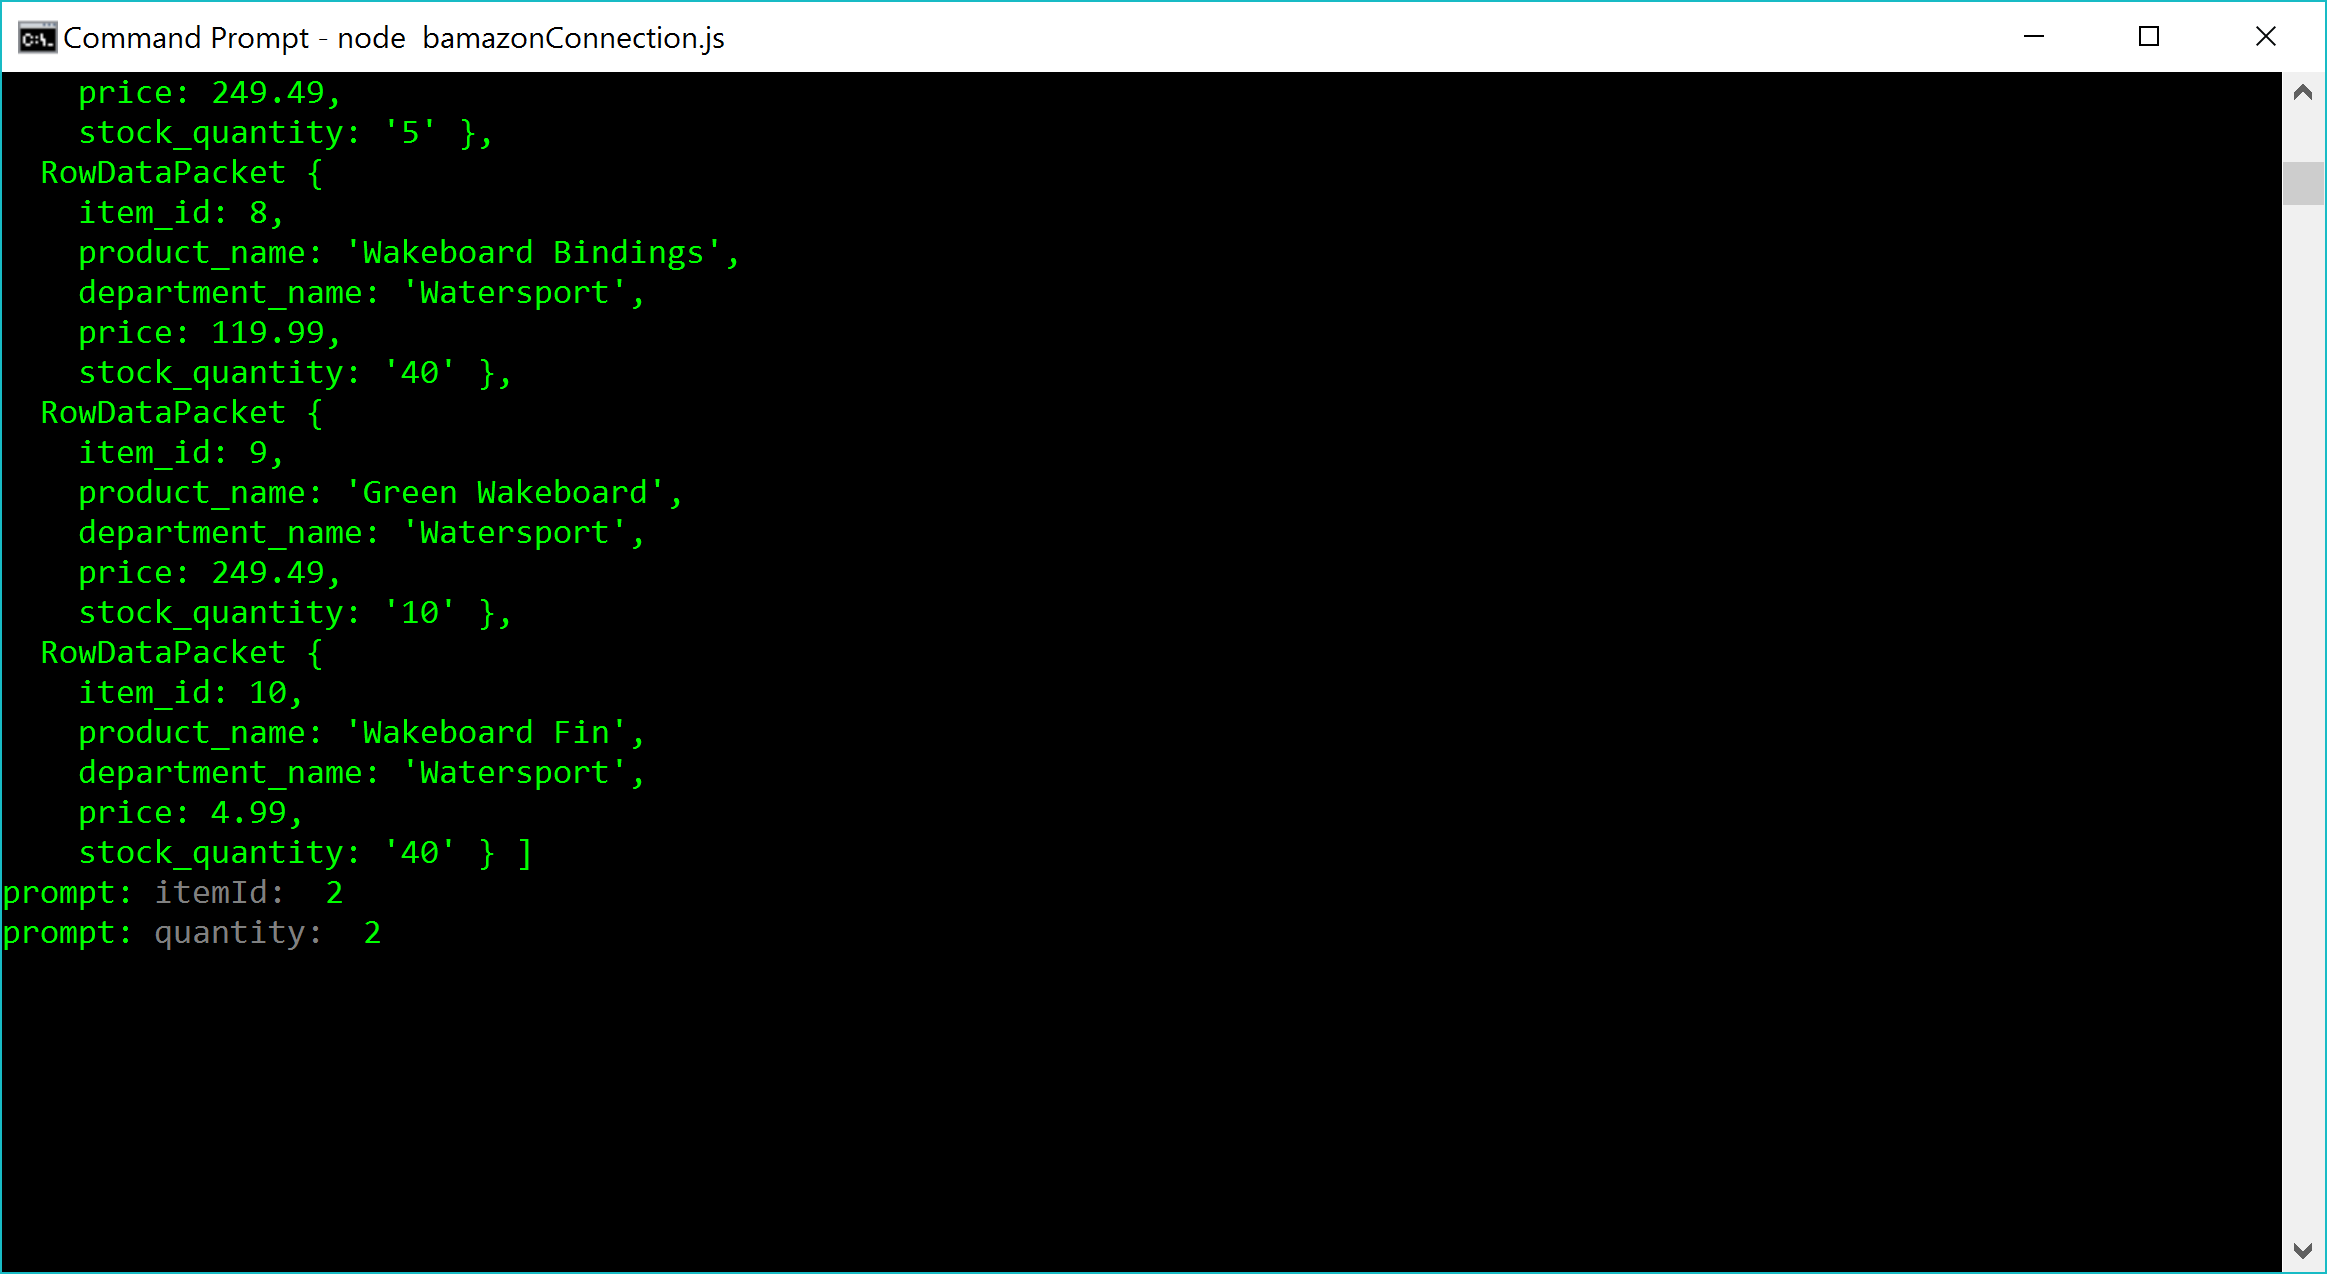 Command Prompt - node  bamazonConnection.js
    price: 249.49,
    stock_quantity: '5' },
  RowDataPacket {
    item_id: 8,
    product_name: 'Wakeboard Bindings',
    department_name: 'Watersport',
    price: 119.99,
    stock_quantity: '40' },
  RowDataPacket {
    item_id: 9,
    product_name: 'Green Wakeboard',
    department_name: 'Watersport',
    price: 249.49,
    stock_quantity: '10' },
  RowDataPacket {
    item_id: 10,
    product_name: 'Wakeboard Fin',
    department_name: 'Watersport',
    price: 4.99,
    stock_quantity: '40' } ]
prompt: itemId:  2
prompt: quantity:  2